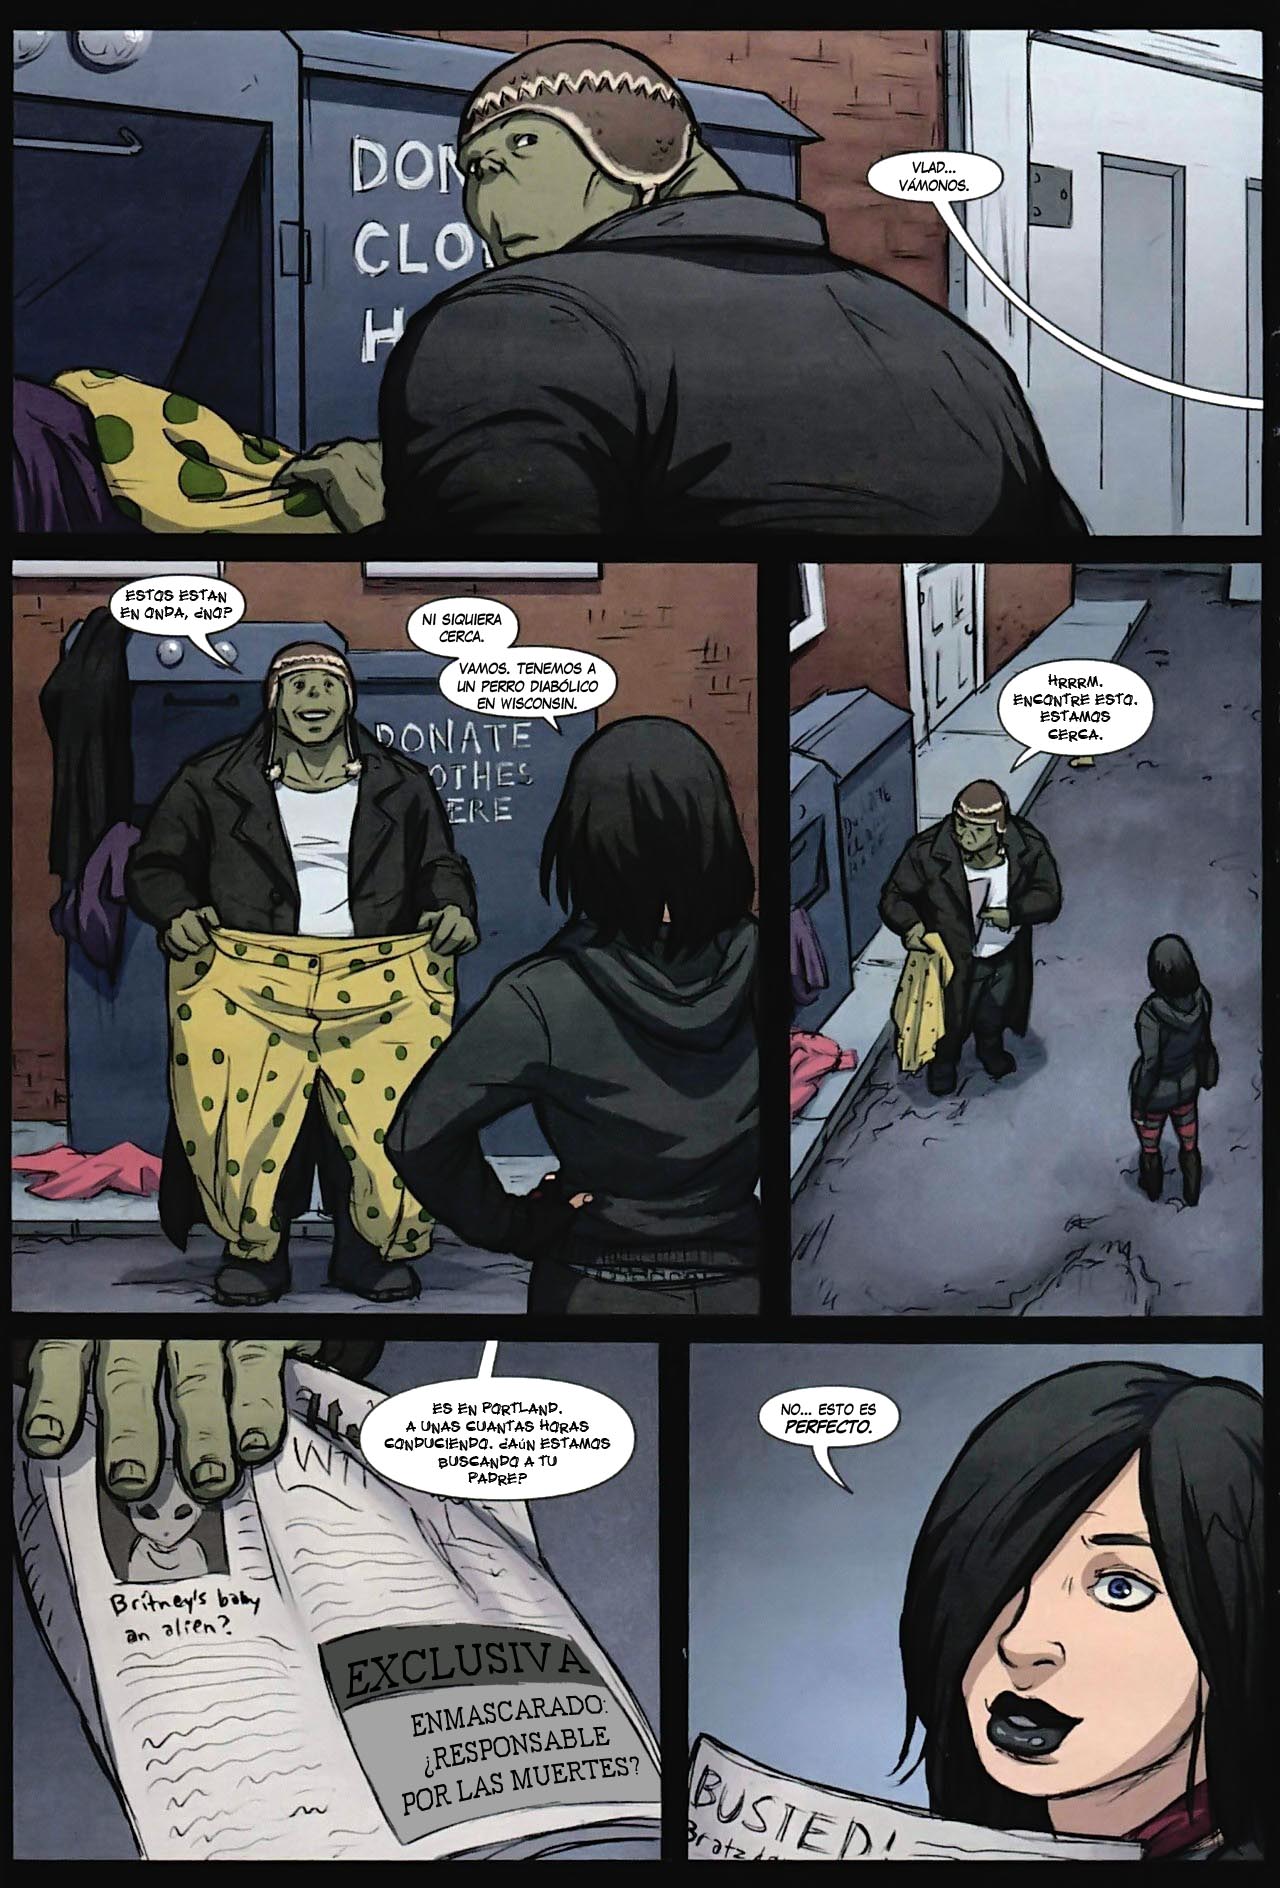 DON
CLO
H
VLAD...
VÁMONOS.
ESTOS ESTAN
EN ONDA, ¿NO?
NI SIQUIERA
CERCA.
VAMOS. TENEMOS A
UN PERRO DIABÓLICO
EN WISCONSIN.
DONATE
LOTHES
ERE
HRRRM.
ENCONTRE ESTO.
ESTAMOS
CERCA.
ES EN PORTLAND.
A UNAS CUANTAS HORAS
CONDUCIENDO. ¿AÚN ESTAMOS
BUSCANDO A TU
PADRE?
Britney's baby
an alien?
EXCLUSIVA
ENMASCARADO:
¿RESPONSABLE
POR LAS MUERTES?
NO... ESTO ES
PERFECTO.
BUSTED!
Bratz